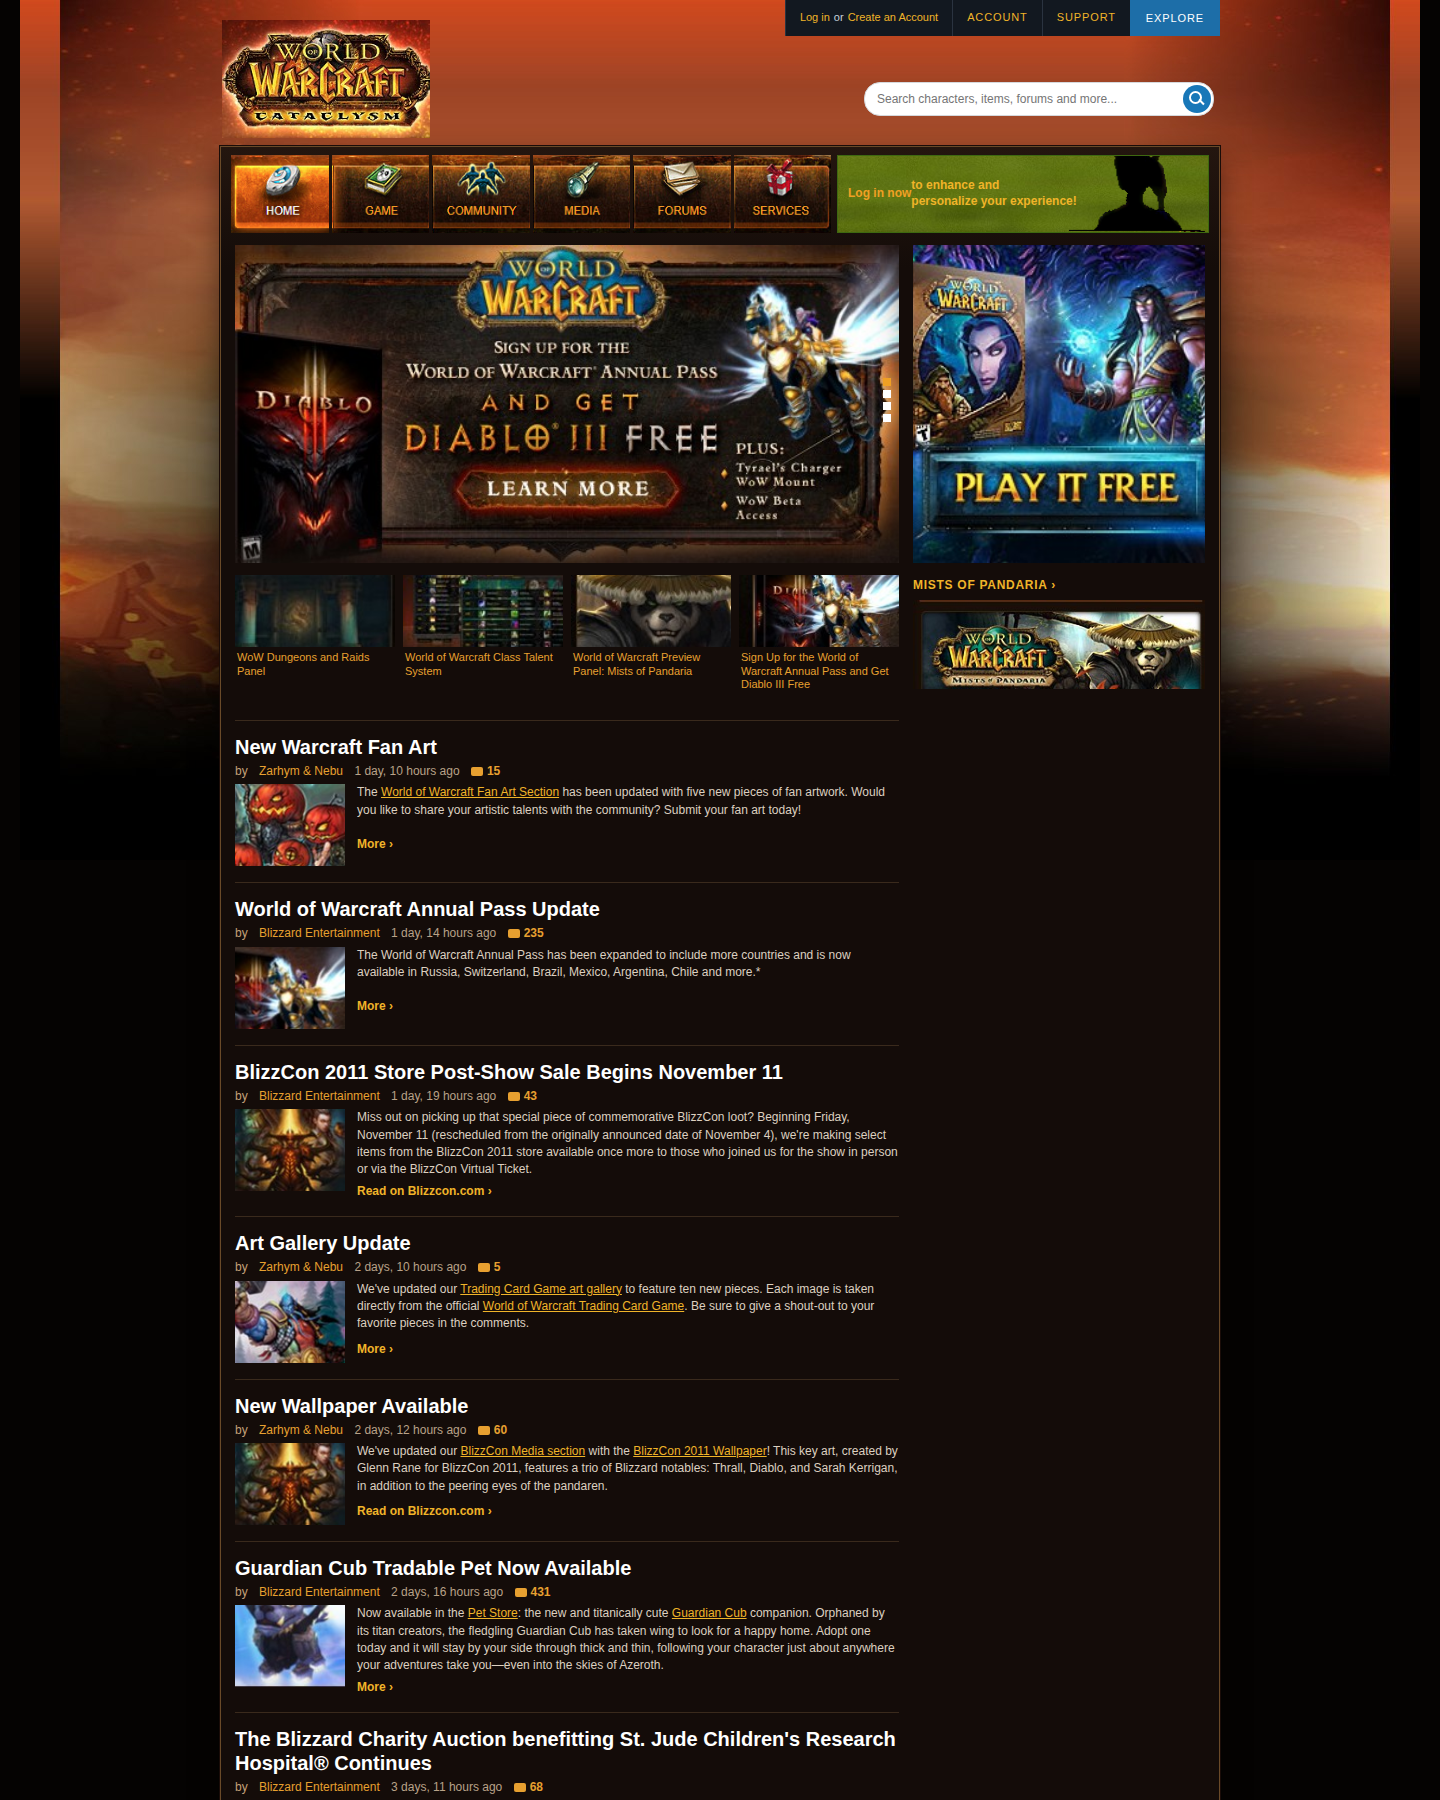 Log in or Create an Account
ACCOUNT
SUPPORT
EXPLORE
WORLD OF WARCRAFT
CATACLYSM
Search characters, items, forums and more...
HOME
GAME
COMMUNITY
MEDIA
FORUMS
SERVICES
Log in now to enhance and
personalize your experience!
WORLD OF WARCRAFT
SIGN UP FOR THE
WORLD OF WARCRAFT® ANNUAL PASS
AND GET
DIABLO® III FREE
LEARN MORE
PLUS:
Tyrael's Charger
WoW Mount
WoW Beta
Access
DIABLO
M
WORLD OF WARCRAFT
T
PLAY IT FREE
WoW Dungeons and Raids
Panel
World of Warcraft Class Talent
System
World of Warcraft Preview
Panel: Mists of Pandaria
Sign Up for the World of
Warcraft Annual Pass and Get
Diablo III Free
MISTS OF PANDARIA ›
WORLD OF WARCRAFT
MISTS OF PANDARIA
New Warcraft Fan Art
by Zarhym & Nebu 1 day, 10 hours ago 15
The World of Warcraft Fan Art Section has been updated with five new pieces of fan artwork. Would
you like to share your artistic talents with the community? Submit your fan art today!
More ›
World of Warcraft Annual Pass Update
by Blizzard Entertainment 1 day, 14 hours ago 235
The World of Warcraft Annual Pass has been expanded to include more countries and is now
available in Russia, Switzerland, Brazil, Mexico, Argentina, Chile and more.*
More ›
BlizzCon 2011 Store Post-Show Sale Begins November 11
by Blizzard Entertainment 1 day, 19 hours ago 43
Miss out on picking up that special piece of commemorative BlizzCon loot? Beginning Friday,
November 11 (rescheduled from the originally announced date of November 4), we're making select
items from the BlizzCon 2011 store available once more to those who joined us for the show in person
or via the BlizzCon Virtual Ticket.
Read on Blizzcon.com ›
Art Gallery Update
by Zarhym & Nebu 2 days, 10 hours ago 5
We've updated our Trading Card Game art gallery to feature ten new pieces. Each image is taken
directly from the official World of Warcraft Trading Card Game. Be sure to give a shout-out to your
favorite pieces in the comments.
More ›
New Wallpaper Available
by Zarhym & Nebu 2 days, 12 hours ago 60
We've updated our BlizzCon Media section with the BlizzCon 2011 Wallpaper! This key art, created by
Glenn Rane for BlizzCon 2011, features a trio of Blizzard notables: Thrall, Diablo, and Sarah Kerrigan,
in addition to the peering eyes of the pandaren.
Read on Blizzcon.com ›
Guardian Cub Tradable Pet Now Available
by Blizzard Entertainment 2 days, 16 hours ago 431
Now available in the Pet Store: the new and titanically cute Guardian Cub companion. Orphaned by
its titan creators, the fledgling Guardian Cub has taken wing to look for a happy home. Adopt one
today and it will stay by your side through thick and thin, following your character just about anywhere
your adventures take you—even into the skies of Azeroth.
More ›
The Blizzard Charity Auction benefitting St. Jude Children's Research
Hospital® Continues
by Blizzard Entertainment 3 days, 11 hours ago 68